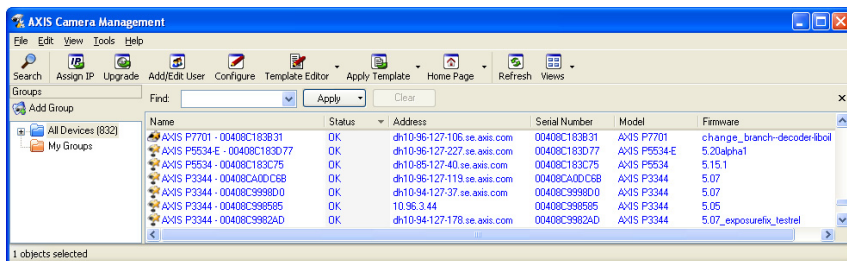 AXIS Camera Management
File Edit View Tools Help
Search Assign IP Upgrade Add/Edit User Configure Template Editor Apply Template Home Page Refresh Views
Groups
Add Group
All Devices (832)
My Groups
Find: Apply Clear
Name Status Address Serial Number Model Firmware
AXIS P7701 - 00408C183B31 OK dh10-96-127-106.se.axis.com 00408C183B31 AXIS P7701 change_branch--decoder-liboil
AXIS P5534-E - 00408C183D77 OK dh10-96-127-227.se.axis.com 00408C183D77 AXIS P5534-E 5.20alpha1
AXIS P5534 - 00408C183C75 OK dh10-85-127-40.se.axis.com 00408C183C75 AXIS P5534 5.15.1
AXIS P3344 - 00408CA0DC6B OK dh10-96-127-119.se.axis.com 00408CA0DC6B AXIS P3344 5.07
AXIS P3344 - 00408C9998D0 OK dh10-94-127-37.se.axis.com 00408C9998D0 AXIS P3344 5.07
AXIS P3344 - 00408C998585 OK 10.96.3.44 00408C998585 AXIS P3344 5.05
AXIS P3344 - 00408C9982AD OK dh10-94-127-178.se.axis.com 00408C9982AD AXIS P3344 5.07_exposurefix_testrel
1 objects selected